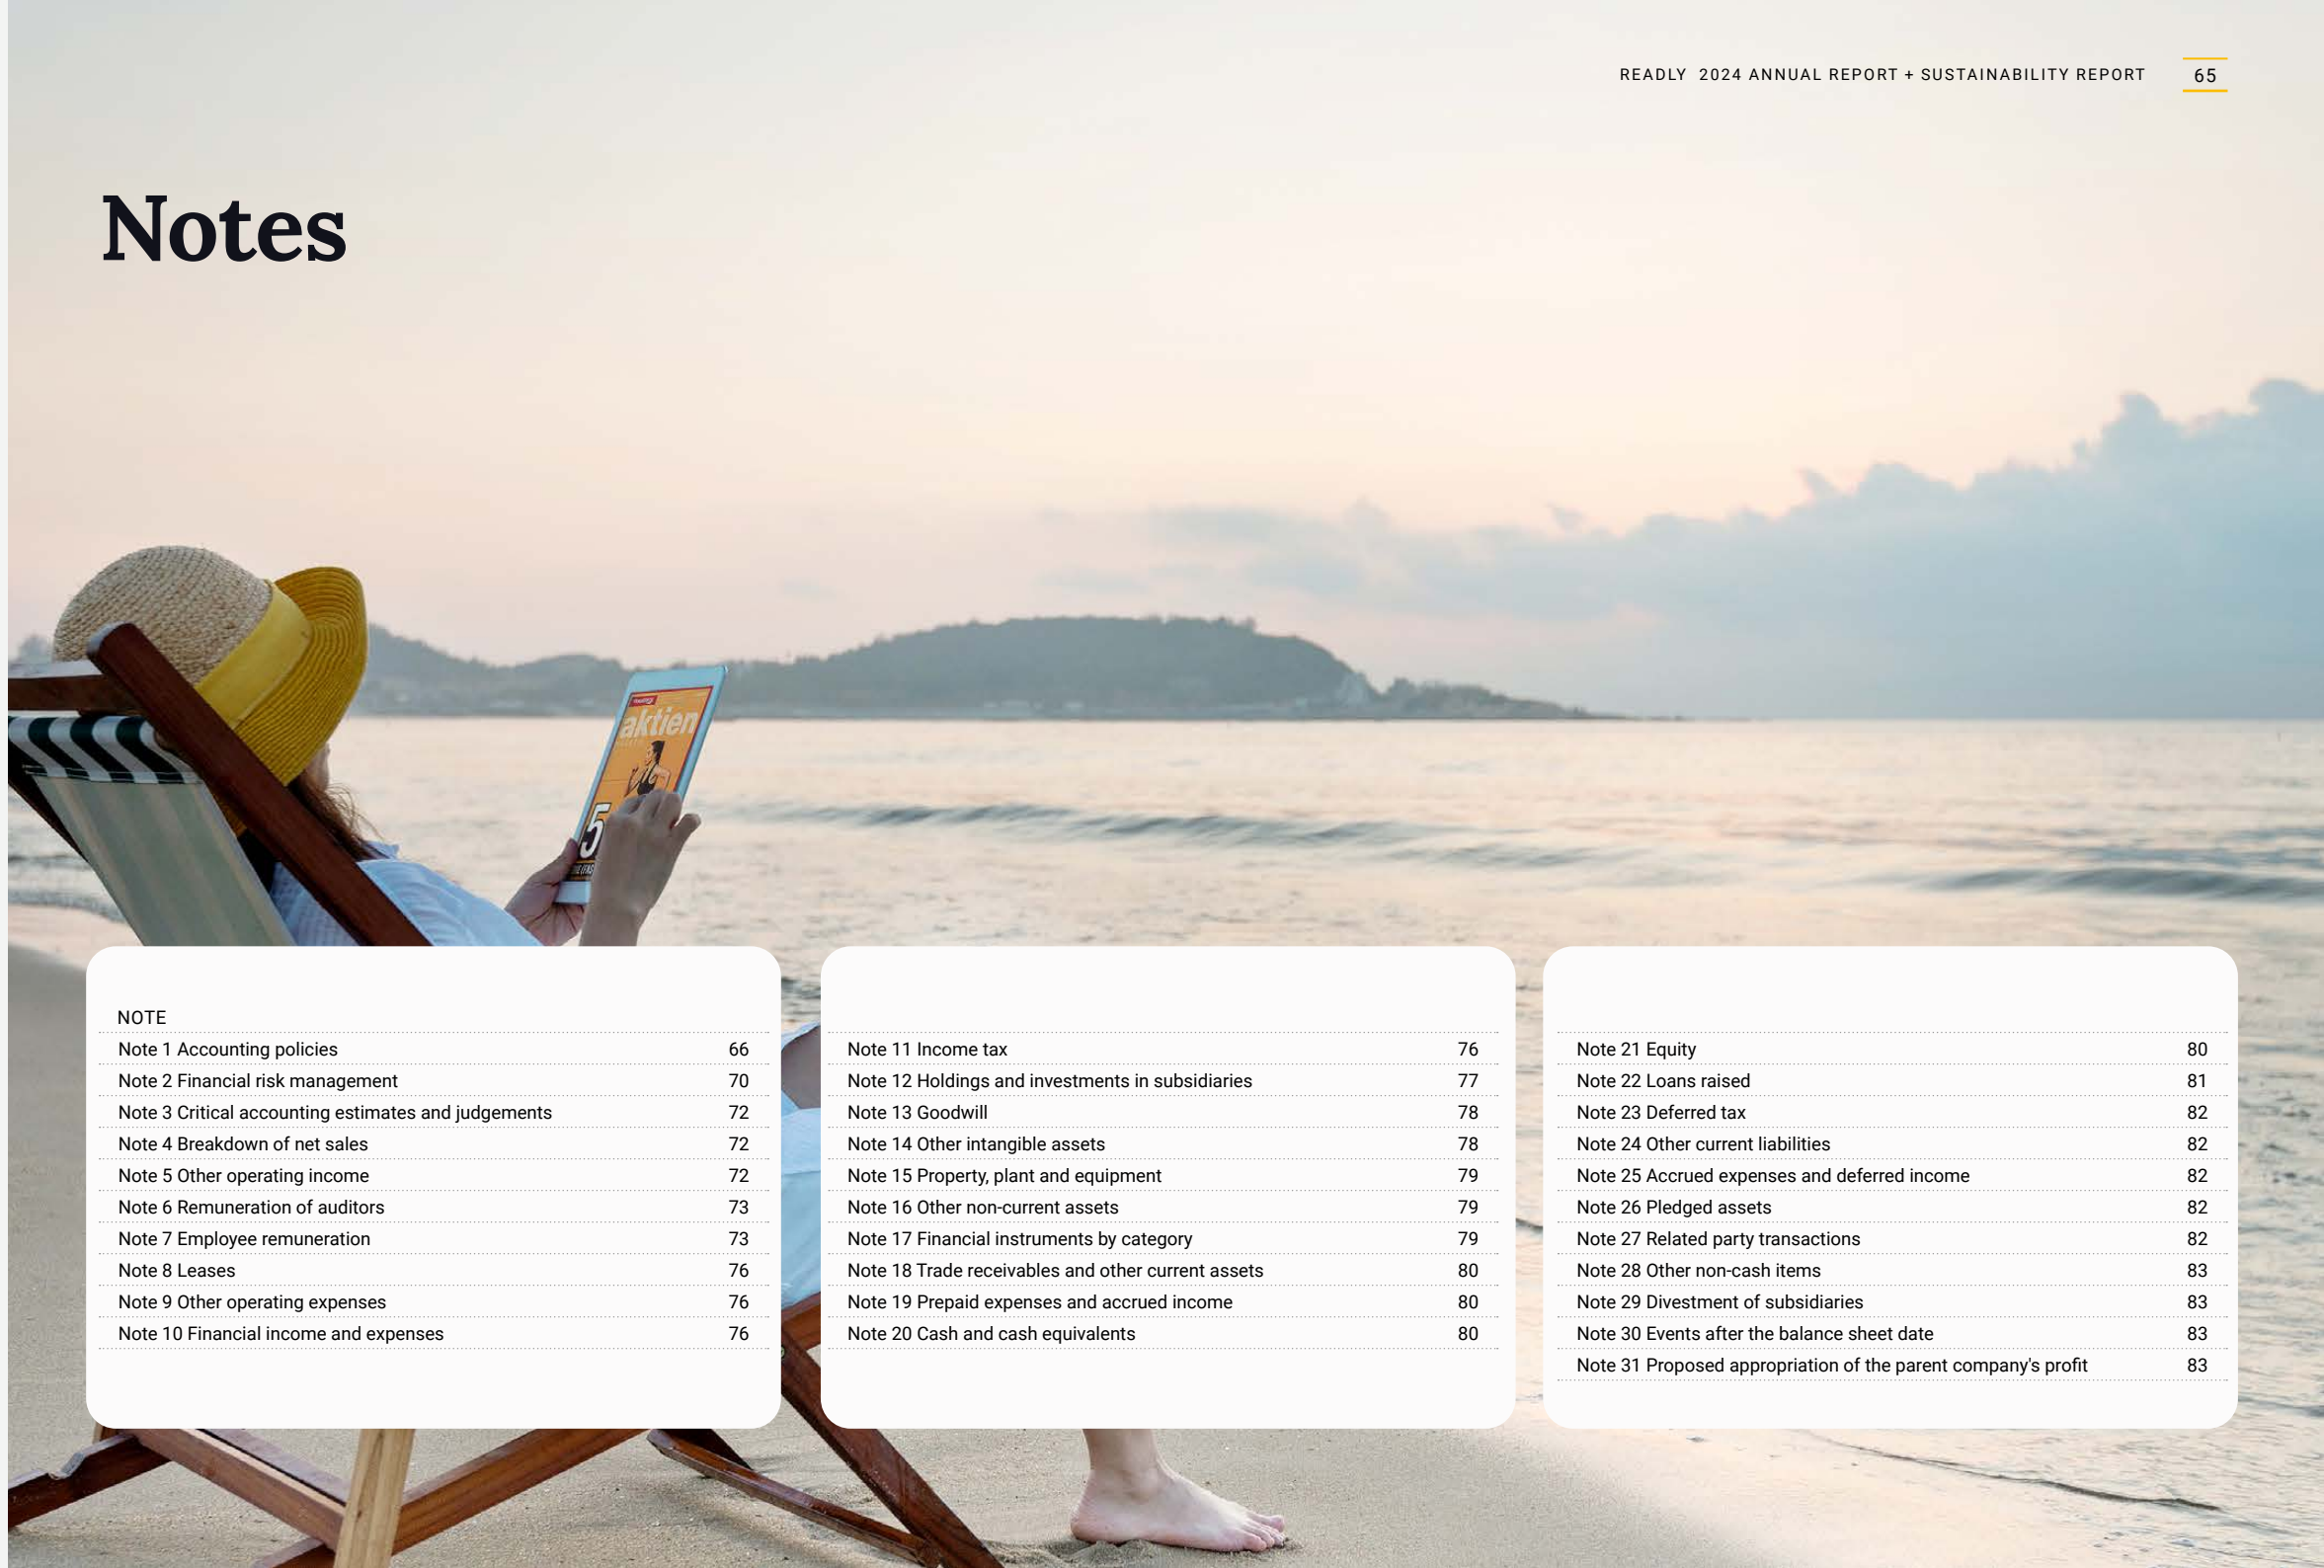 READLY 2024 ANNUAL REPORT + SUSTAINABILITY REPORT 65
Notes
aktien
5
NOTE
Note 1 Accounting policies 66
Note 2 Financial risk management 70
Note 3 Critical accounting estimates and judgements 72
Note 4 Breakdown of net sales 72
Note 5 Other operating income 72
Note 6 Remuneration of auditors 73
Note 7 Employee remuneration 73
Note 8 Leases 76
Note 9 Other operating expenses 76
Note 10 Financial income and expenses 76
Note 11 Income tax 76
Note 12 Holdings and investments in subsidiaries 77
Note 13 Goodwill 78
Note 14 Other intangible assets 78
Note 15 Property, plant and equipment 79
Note 16 Other non-current assets 79
Note 17 Financial instruments by category 79
Note 18 Trade receivables and other current assets 80
Note 19 Prepaid expenses and accrued income 80
Note 20 Cash and cash equivalents 80
Note 21 Equity 80
Note 22 Loans raised 81
Note 23 Deferred tax 82
Note 24 Other current liabilities 82
Note 25 Accrued expenses and deferred income 82
Note 26 Pledged assets 82
Note 27 Related party transactions 82
Note 28 Other non-cash items 83
Note 29 Divestment of subsidiaries 83
Note 30 Events after the balance sheet date 83
Note 31 Proposed appropriation of the parent company's profit 83